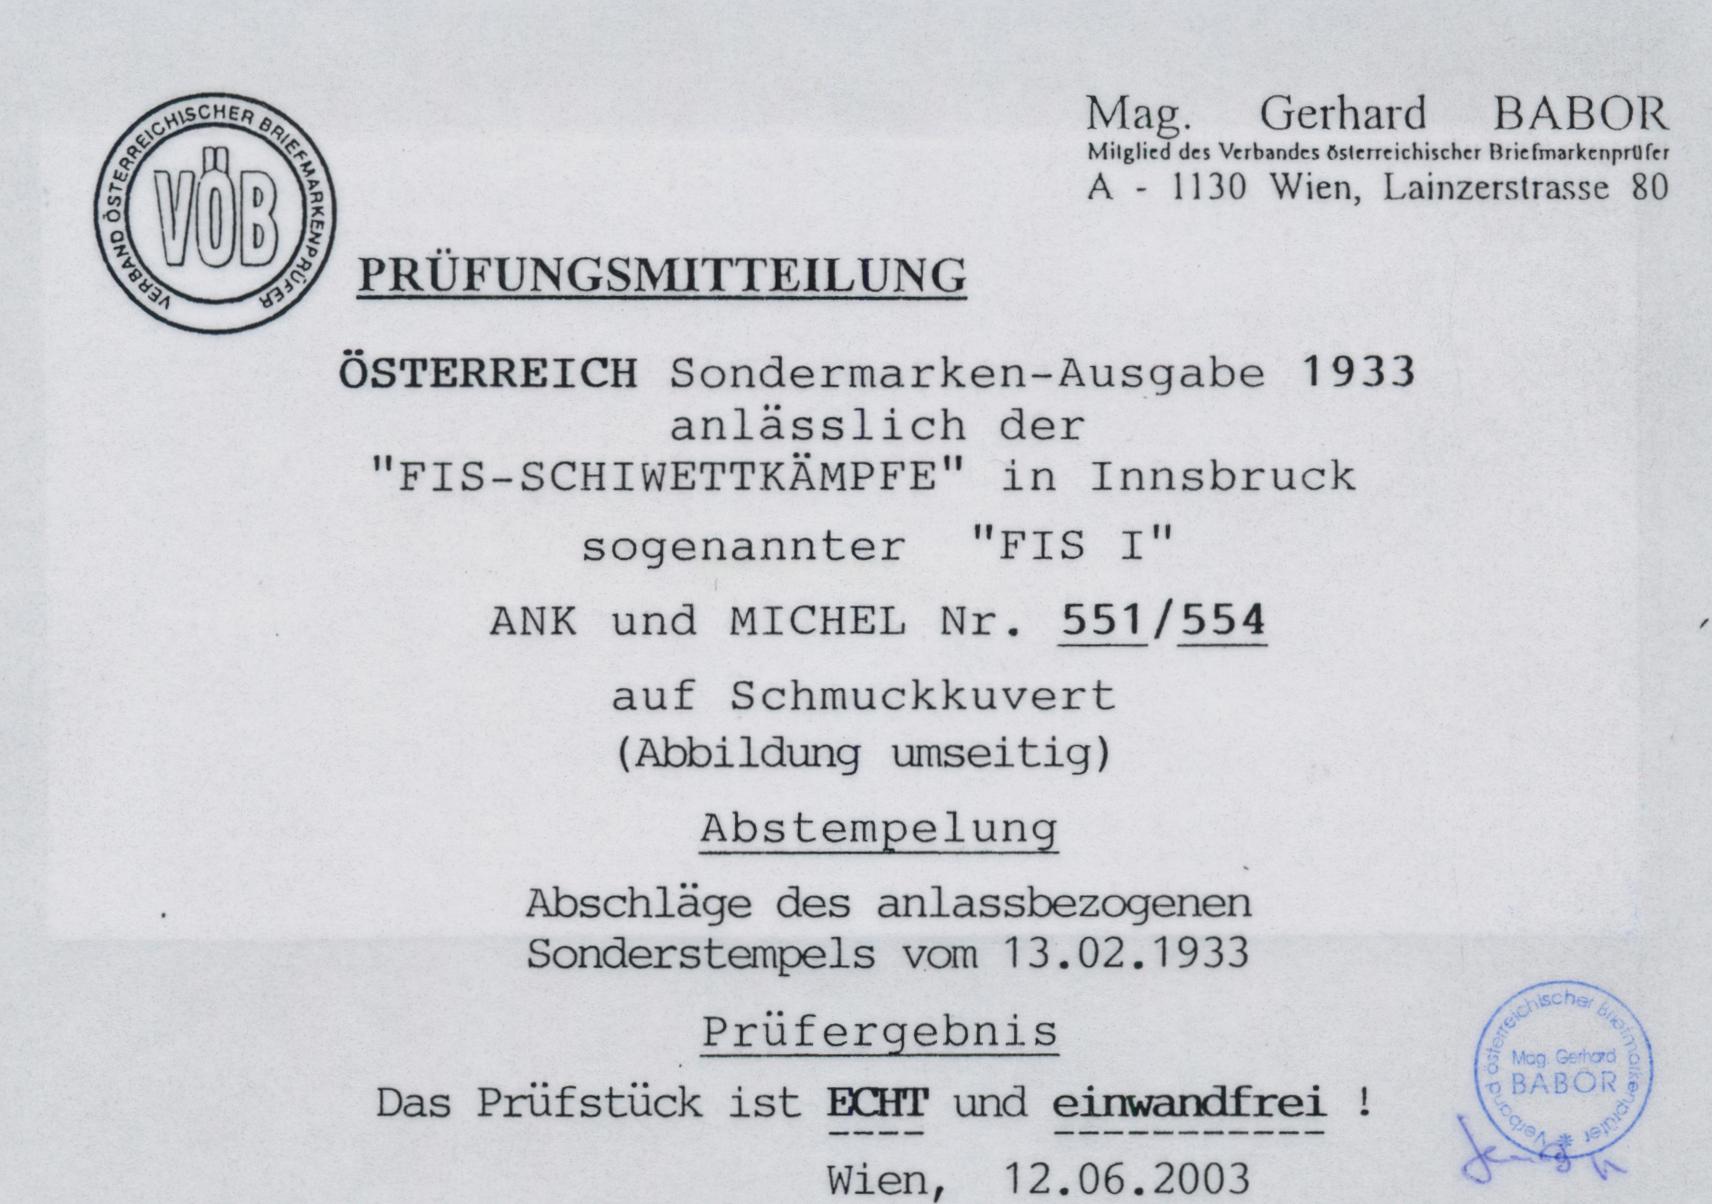 VERBAND ÖSTERREICHISCHER BRIEFMARKENPRÜFER
VÖB
Mag. Gerhard BABOR
Mitglied des Verbandes österreichischer Briefmarkenprüfer
A - 1130 Wien, Lainzerstrasse 80
PRÜFUNGSMITTEILUNG
ÖSTERREICH Sondermarken-Ausgabe 1933
anlässlich der
"FIS-SCHIWETTKÄMPFE" in Innsbruck
sogenannter "FIS I"
ANK und MICHEL Nr. 551/554
auf Schmuckkuvert
(Abbildung umseitig)
Abstempelung
Abschläge des anlassbezogenen
Sonderstempels vom 13.02.1933
Prüfergebnis
Das Prüfstück ist ECHT und einwandfrei !
Wien, 12.06.2003
Verband österreichischer Briefmarkenprüfer
Mag. Gerhard
BABOR